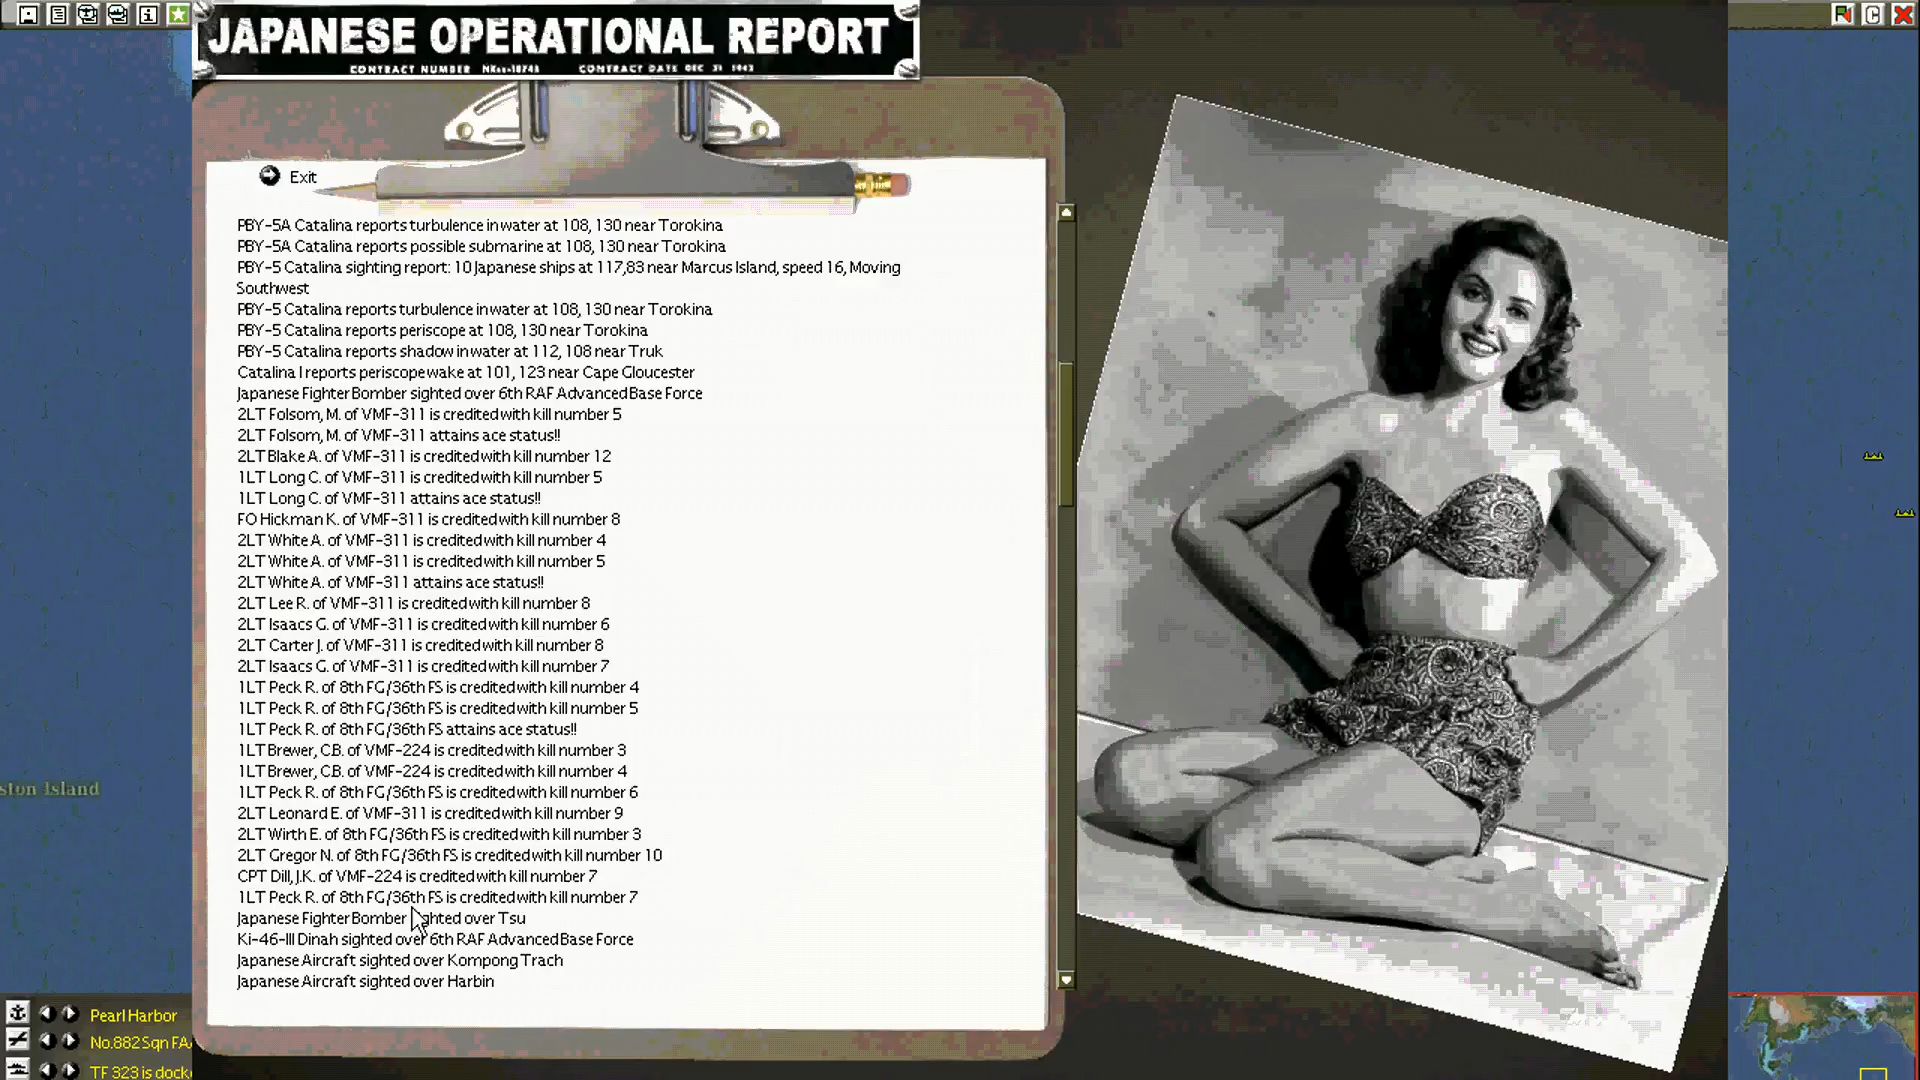 JAPANESE OPERATIONAL REPORT
CONTRACT NUMBER CONTRACT DATE DEC 31 1942
Exit
PBY-5A Catalina reports turbulence in water at 108, 130 near Torokina
PBY-5A Catalina reports possible submarine at 108, 130 near Torokina
PBY-5 Catalina sighting report: 10 Japanese ships at 117,83 near Marcus Island, speed 16, Moving
Southwest
PBY-5 Catalina reports turbulence in water at 108, 130 near Torokina
PBY-5 Catalina reports periscope at 108, 130 near Torokina
PBY-5 Catalina reports shadow in water at 112, 108 near Truk
Catalina I reports periscope wake at 101, 123 near Cape Gloucester
Japanese Fighter Bomber sighted over 6th RAF Advanced Base Force
2LT Folsom, M. of VMF-311 is credited with kill number 5
2LT Folsom, M. of VMF-311 attains ace status!!
2LT Blake A. of VMF-311 is credited with kill number 12
1LT Long C. of VMF-311 is credited with kill number 5
1LT Long C. of VMF-311 attains ace status!!
FO Hickman K. of VMF-311 is credited with kill number 8
2LT White A. of VMF-311 is credited with kill number 4
2LT White A. of VMF-311 is credited with kill number 5
2LT White A. of VMF-311 attains ace status!!
2LT Lee R. of VMF-311 is credited with kill number 8
2LT Isaacs G. of VMF-311 is credited with kill number 6
2LT Carter J. of VMF-311 is credited with kill number 8
2LT Isaacs G. of VMF-311 is credited with kill number 7
1LT Peck R. of 8th FG/36th FS is credited with kill number 4
1LT Peck R. of 8th FG/36th FS is credited with kill number 5
1LT Peck R. of 8th FG/36th FS attains ace status!!
1LT Brewer, C.B. of VMF-224 is credited with kill number 3
1LT Brewer, C.B. of VMF-224 is credited with kill number 4
1LT Peck R. of 8th FG/36th FS is credited with kill number 6
2LT Leonard E. of VMF-311 is credited with kill number 9
2LT Wirth E. of 8th FG/36th FS is credited with kill number 3
2LT Gregor N. of 8th FG/36th FS is credited with kill number 10
CPT Dill, J.K. of VMF-224 is credited with kill number 7
1LT Peck R. of 8th FG/36th FS is credited with kill number 7
Japanese Fighter Bomber sighted over Tsu
Ki-46-III Dinah sighted over 6th RAF Advanced Base Force
Japanese Aircraft sighted over Kompong Trach
Japanese Aircraft sighted over Harbin
ston Island
Pearl Harbor
No.882 Sqn FA
TF 323 is dock